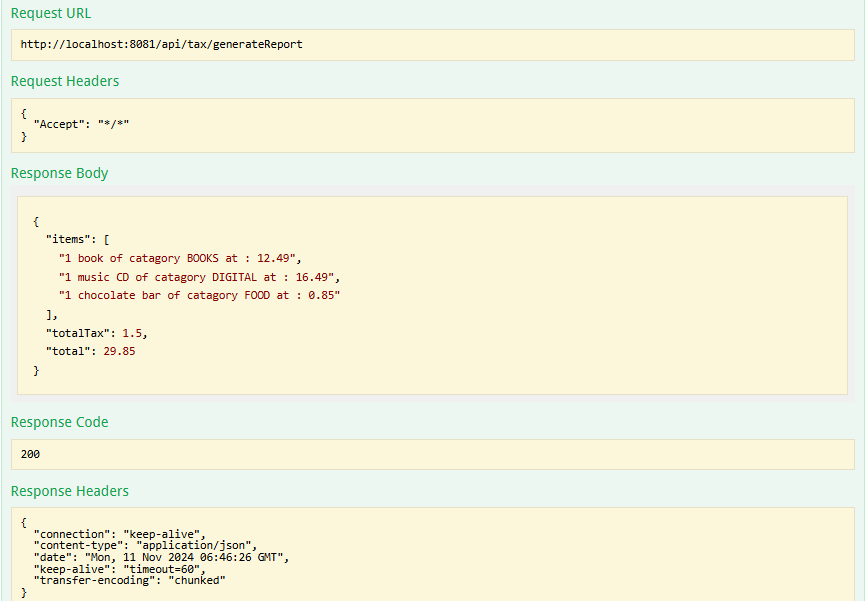 Request URL
http://localhost:8081/api/tax/generateReport
Request Headers
{
"Accept": "*/*"
}
Response Body
{
"items": [
"1 book of catagory BOOKS at : 12.49",
"1 music CD of catagory DIGITAL at : 16.49",
"1 chocolate bar of catagory FOOD at : 0.85"
],
"totalTax": 1.5,
"total": 29.85
}
Response Code
200
Response Headers
{
"connection": "keep-alive",
"content-type": "application/json",
"date": "Mon, 11 Nov 2024 06:46:26 GMT",
"keep-alive": "timeout=60",
"transfer-encoding": "chunked"
}